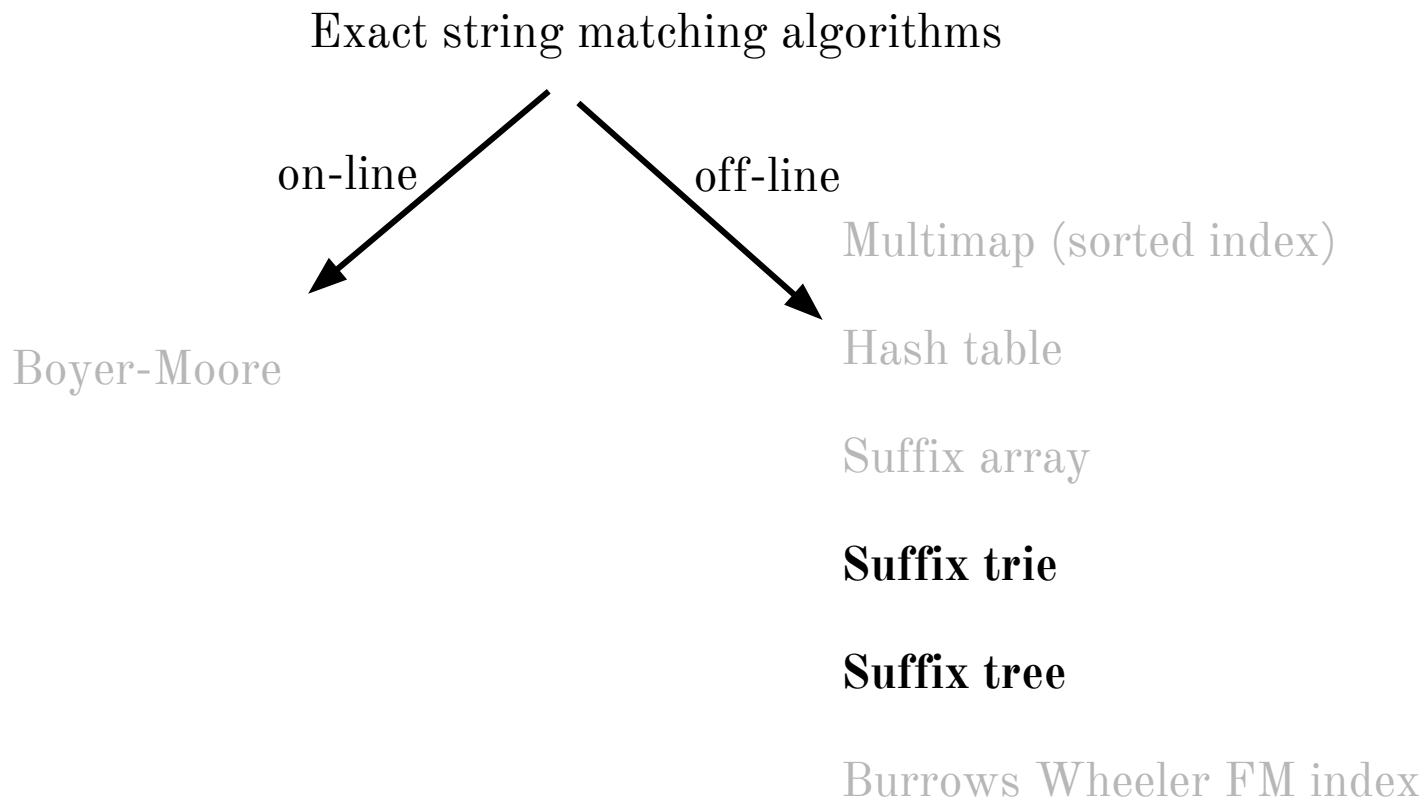 Exact string matching algorithms
on-line
off-line
Multimap (sorted index)
Hash table
Boyer-Moore
Suffix array
Suffix trie
Suffix tree
Burrows Wheeler FM index